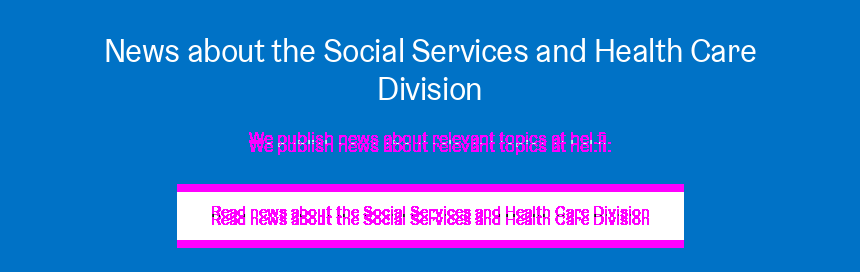 News about the Social Services and Health Care
Division
We publish news about relevant topics at hel.fi.
Read news about the Social Services and Health Care Division